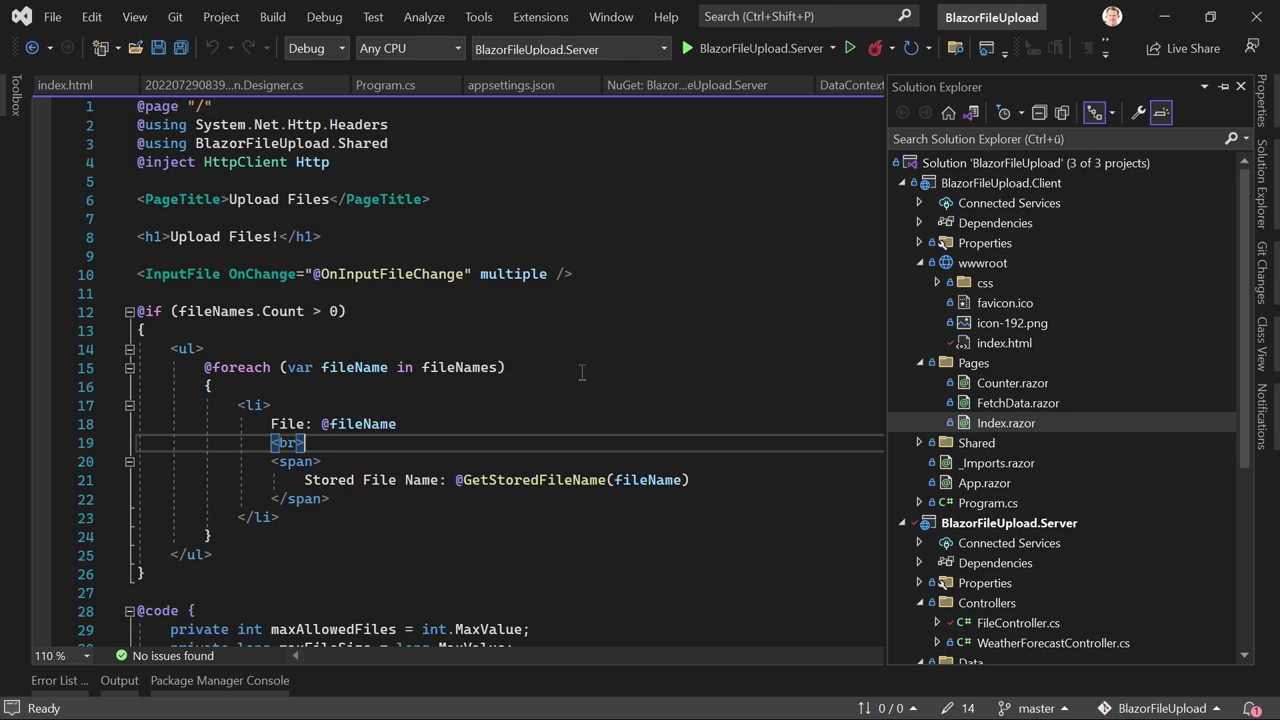 File Edit View Git Project Build Debug Test Analyze Tools Extensions Window Help Search (Ctrl+Shift+P) BlazorFileUpload
Debug Any CPU BlazorFileUpload.Server BlazorFileUpload.Server Live Share
index.html 202207290839...n.Designer.cs Program.cs appsettings.json NuGet: Blazor...eUpload.Server DataContext
Toolbox
1 @page "/"
2 @using System.Net.Http.Headers
3 @using BlazorFileUpload.Shared
4 @inject HttpClient Http
5
6 <PageTitle>Upload Files</PageTitle>
7
8 <h1>Upload Files!</h1>
9
10 <InputFile OnChange="@OnInputFileChange" multiple />
11
12 @if (fileNames.Count > 0)
13 {
14 <ul>
15 @foreach (var fileName in fileNames)
16 {
17 <li>
18 File: @fileName
19 <br>
20 <span>
21 Stored File Name: @GetStoredFileName(fileName)
22 </span>
23 </li>
24 }
25 </ul>
26 }
27
28 @code {
29 private int maxAllowedFiles = int.MaxValue;
30 private long maxFileSize = long.MaxValue;
110 % No issues found
Solution Explorer
Search Solution Explorer (Ctrl+ü)
Solution 'BlazorFileUpload' (3 of 3 projects)
BlazorFileUpload.Client
Connected Services
Dependencies
Properties
wwwroot
css
favicon.ico
icon-192.png
index.html
Pages
Counter.razor
FetchData.razor
Index.razor
Shared
_Imports.razor
App.razor
Program.cs
BlazorFileUpload.Server
Connected Services
Dependencies
Properties
Controllers
FileController.cs
WeatherForecastController.cs
Data
Properties
Solution Explorer
Git Changes
Class View
Notifications
Error List ... Output Package Manager Console
Ready 0 / 0 14 master BlazorFileUpload 1